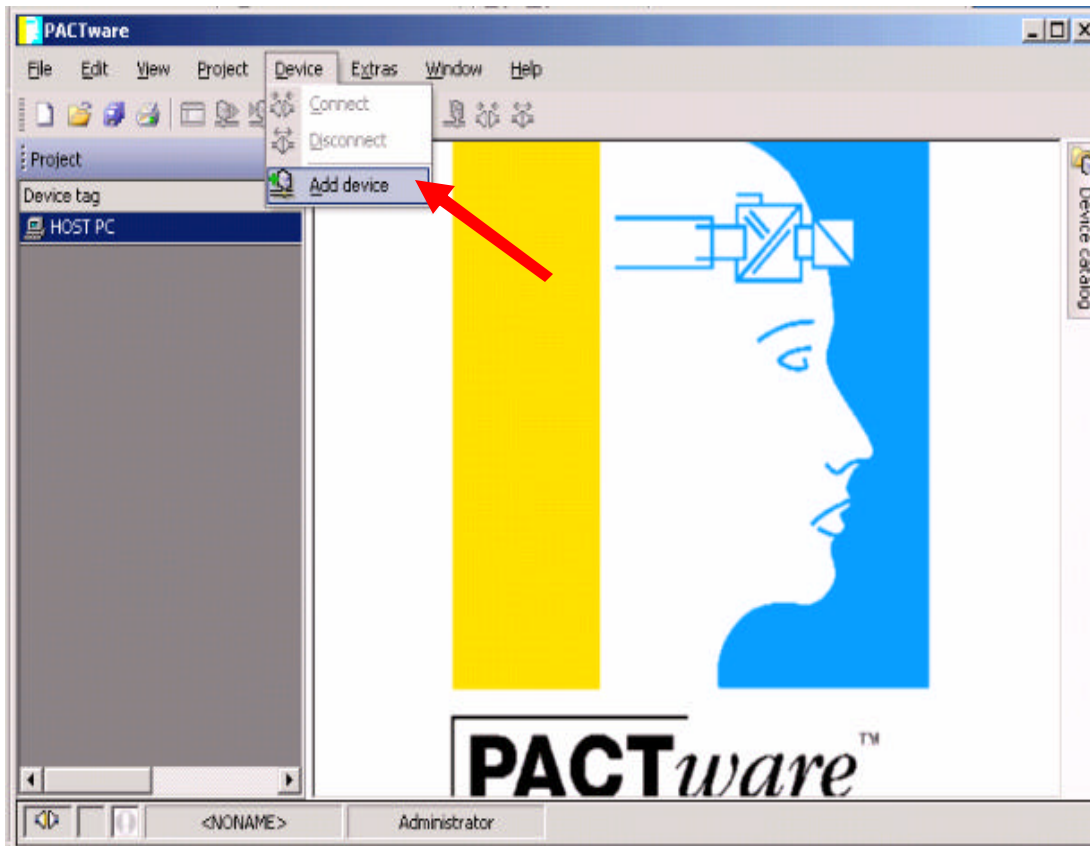 PACTware
File Edit View Project Device Extras Window Help
Connect
Disconnect
Add device
Project
Device tag
HOST PC
Device catalog
PACTware™
<NONAME> Administrator